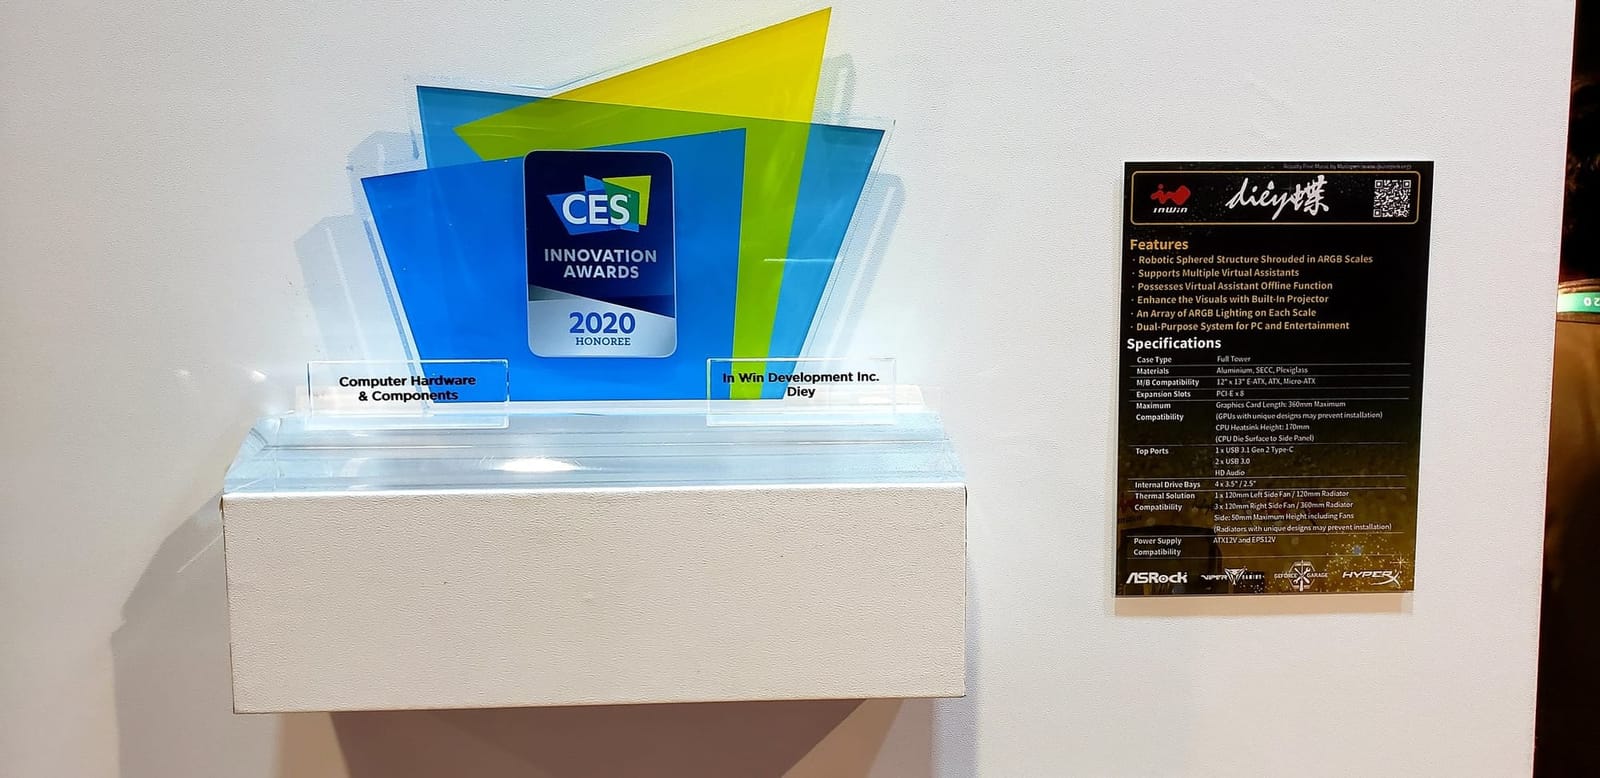 CES
INNOVATION
AWARDS
2020
HONOREE
Computer Hardware
& Components
In Win Development Inc.
Diey
InWin
diey蝶
Features
· Robotic Sphered Structure Shrouded in ARGB Scales
· Supports Multiple Virtual Assistants
· Possesses Virtual Assistant Offline Function
· Enhance the Visuals with Built-In Projector
· An Array of ARGB Lighting on Each Scale
· Dual-Purpose System for PC and Entertainment
Specifications
Case Type Full Tower
Materials Aluminium, SECC, Plexiglass
M/B Compatibility 12" x 13" E-ATX, ATX, Micro-ATX
Expansion Slots PCI-E x 8
Maximum Graphics Card Length: 360mm Maximum
Compatibility (GPUs with unique designs may prevent installation)
CPU Heatsink Height: 170mm
(CPU Die Surface to Side Panel)
Top Ports 1 x USB 3.1 Gen 2 Type-C
2 x USB 3.0
HD Audio
Internal Drive Bays 4 x 3.5" / 2.5"
Thermal Solution 1 x 120mm Left Side Fan / 120mm Radiator
Compatibility 3 x 120mm Right Side Fan / 360mm Radiator
Side: 50mm Maximum Height including Fans
(Radiators with unique designs may prevent installation)
Power Supply ATX12V and EPS12V
Compatibility
ASRock VIPER GAMING GEFORCE GARAGE HYPERX
20